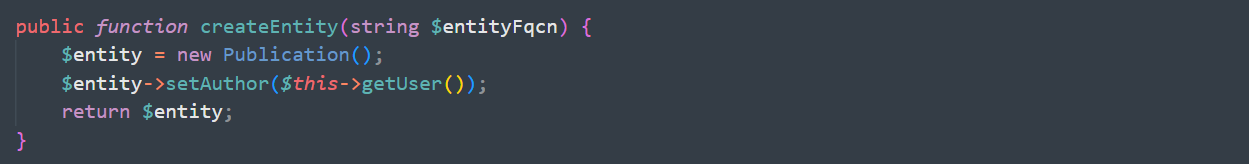 public function createEntity(string $entityFqcn) {
    $entity = new Publication();
    $entity->setAuthor($this->getUser());
    return $entity;
}